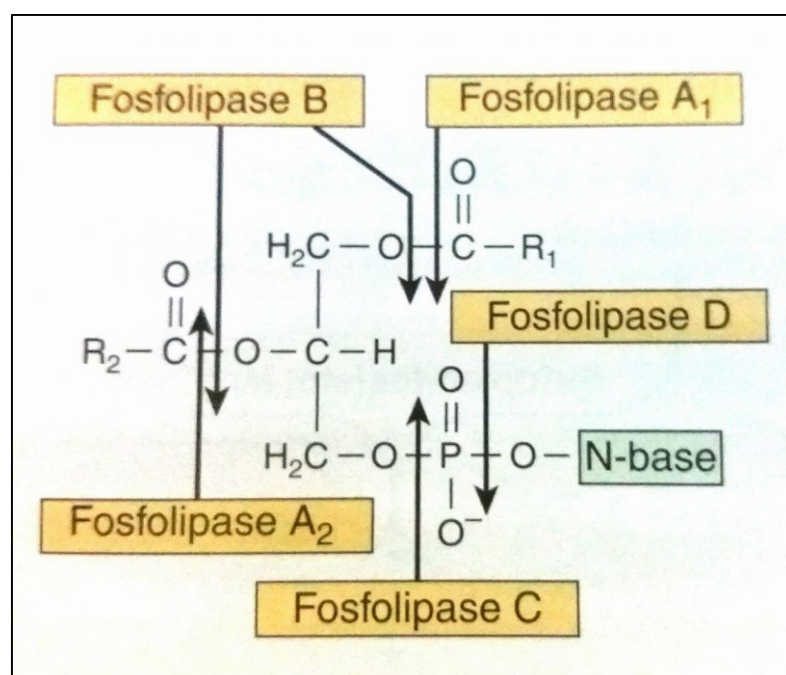 Fosfolipase B
Fosfolipase A₁
O
H₂C—O—C—R₁
O
R₂—C—O—C—H
Fosfolipase D
O
H₂C—O—P—O—N-base
O⁻
Fosfolipase A₂
Fosfolipase C